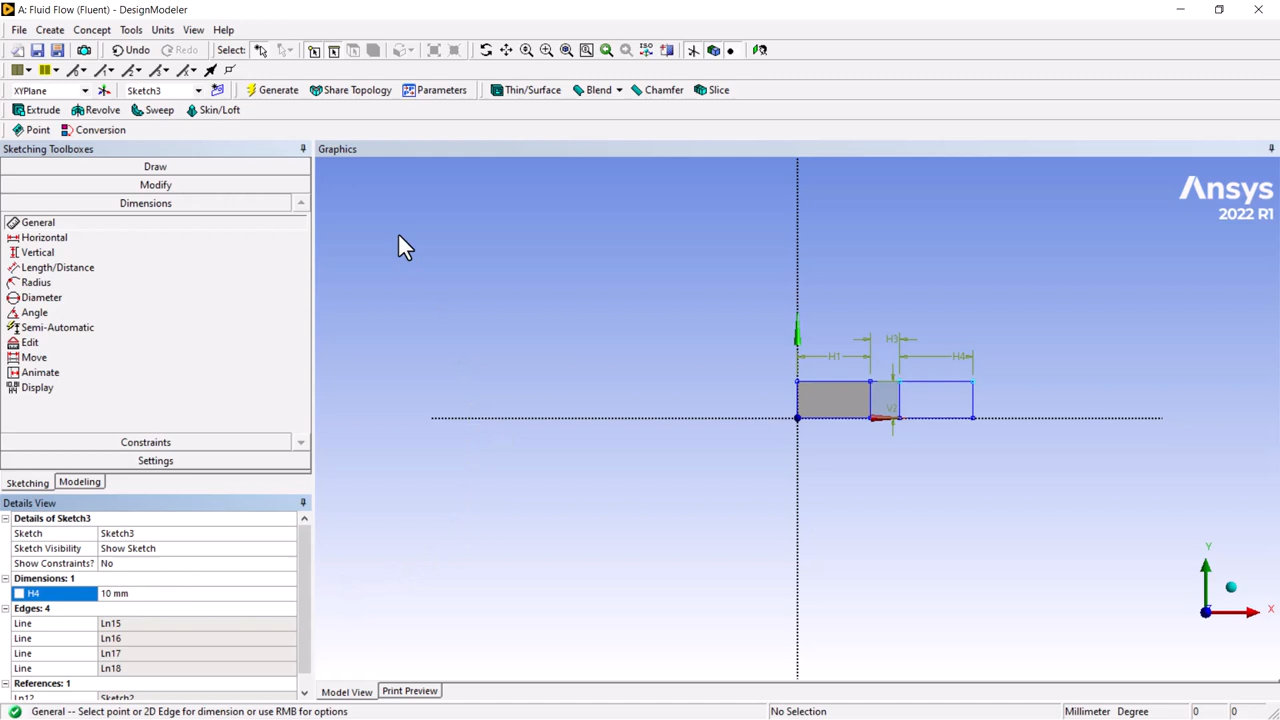 A: Fluid Flow (Fluent) - DesignModeler
File Create Concept Tools Units View Help
Undo Redo Select:
XYPlane Sketch3 Generate Share Topology Parameters Thin/Surface Blend Chamfer Slice
Extrude Revolve Sweep Skin/Loft
Point Conversion
Sketching Toolboxes
Draw
Modify
Dimensions
General
Horizontal
Vertical
Length/Distance
Radius
Diameter
Angle
Semi-Automatic
Edit
Move
Animate
Display
Constraints
Settings
Sketching Modeling
Details View
Details of Sketch3
Sketch Sketch3
Sketch Visibility Show Sketch
Show Constraints? No
Dimensions: 1
H4 10 mm
Edges: 4
Line Ln15
Line Ln16
Line Ln17
Line Ln18
References: 1
Ln12 Sketch2
Graphics
Ansys
2022 R1
H3
H1 H4
V2
Y
X
Model View Print Preview
General -- Select point or 2D Edge for dimension or use RMB for options No Selection Millimeter Degree 0 0